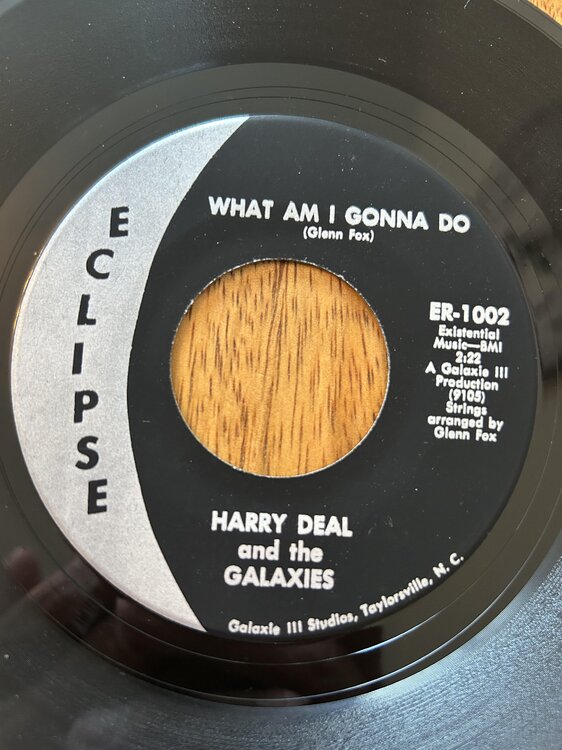 ECLIPSE
WHAT AM I GONNA DO
(Glenn Fox)
ER-1002
Existential
Music—BMI
2:22
A Galaxie III
Production
(9105)
Strings
arranged by
Glenn Fox
HARRY DEAL
and the
GALAXIES
Galaxie III Studios, Taylorsville, N. C.